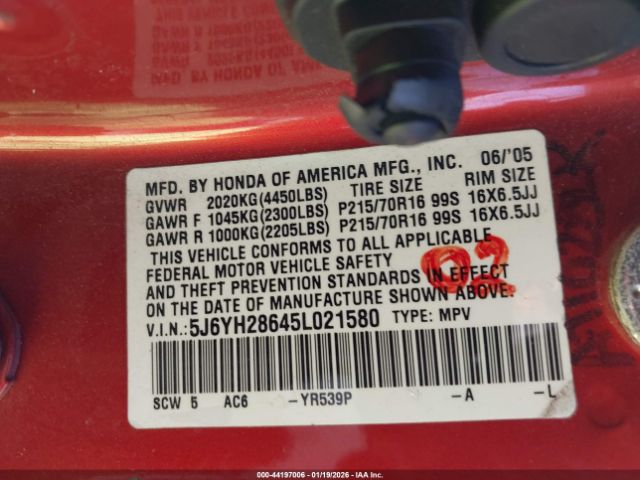 MFD. BY HONDA OF AMERICA MFG., INC. 06/'05
GVWR 2020KG(4450LBS) TIRE SIZE RIM SIZE
GAWR F 1045KG(2300LBS) P215/70R16 99S 16X6.5JJ
GAWR R 1000KG(2205LBS) P215/70R16 99S 16X6.5JJ
THIS VEHICLE CONFORMS TO ALL APPLICABLE
FEDERAL MOTOR VEHICLE SAFETY
AND THEFT PREVENTION STANDARDS IN EFFECT
ON THE DATE OF MANUFACTURE SHOWN ABOVE.
02
V.I.N.:5J6YH28645L021580 TYPE: MPV
SCW 5 AC6 -YR539P -A -L
000-44197006 - 01/19/2026 - IAA Inc.